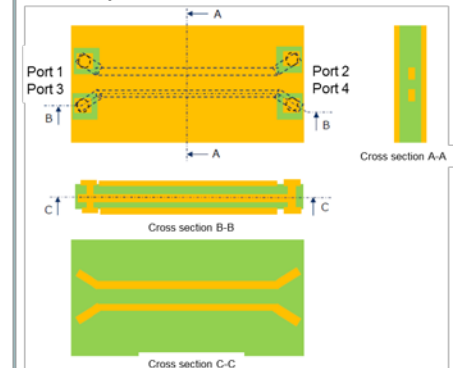 A
Port 1
Port 2
Port 3
Port 4
B
B
A
Cross section A-A
C
C
Cross section B-B
Cross section C-C